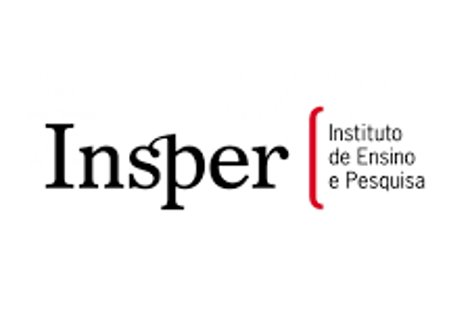 Insper
Instituto
de Ensino
e Pesquisa